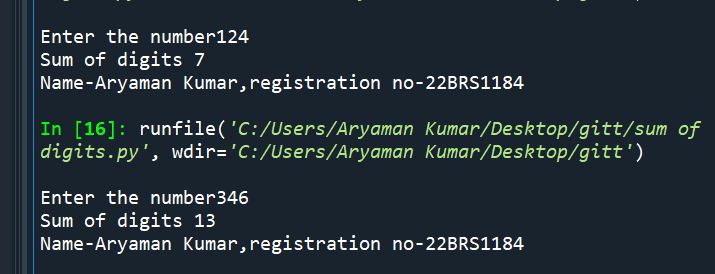 Enter the number124
Sum of digits 7
Name-Aryaman Kumar,registration no-22BRS1184
In [16]: runfile('C:/Users/Aryaman Kumar/Desktop/gitt/sum of
digits.py', wdir='C:/Users/Aryaman Kumar/Desktop/gitt')
Enter the number346
Sum of digits 13
Name-Aryaman Kumar,registration no-22BRS1184